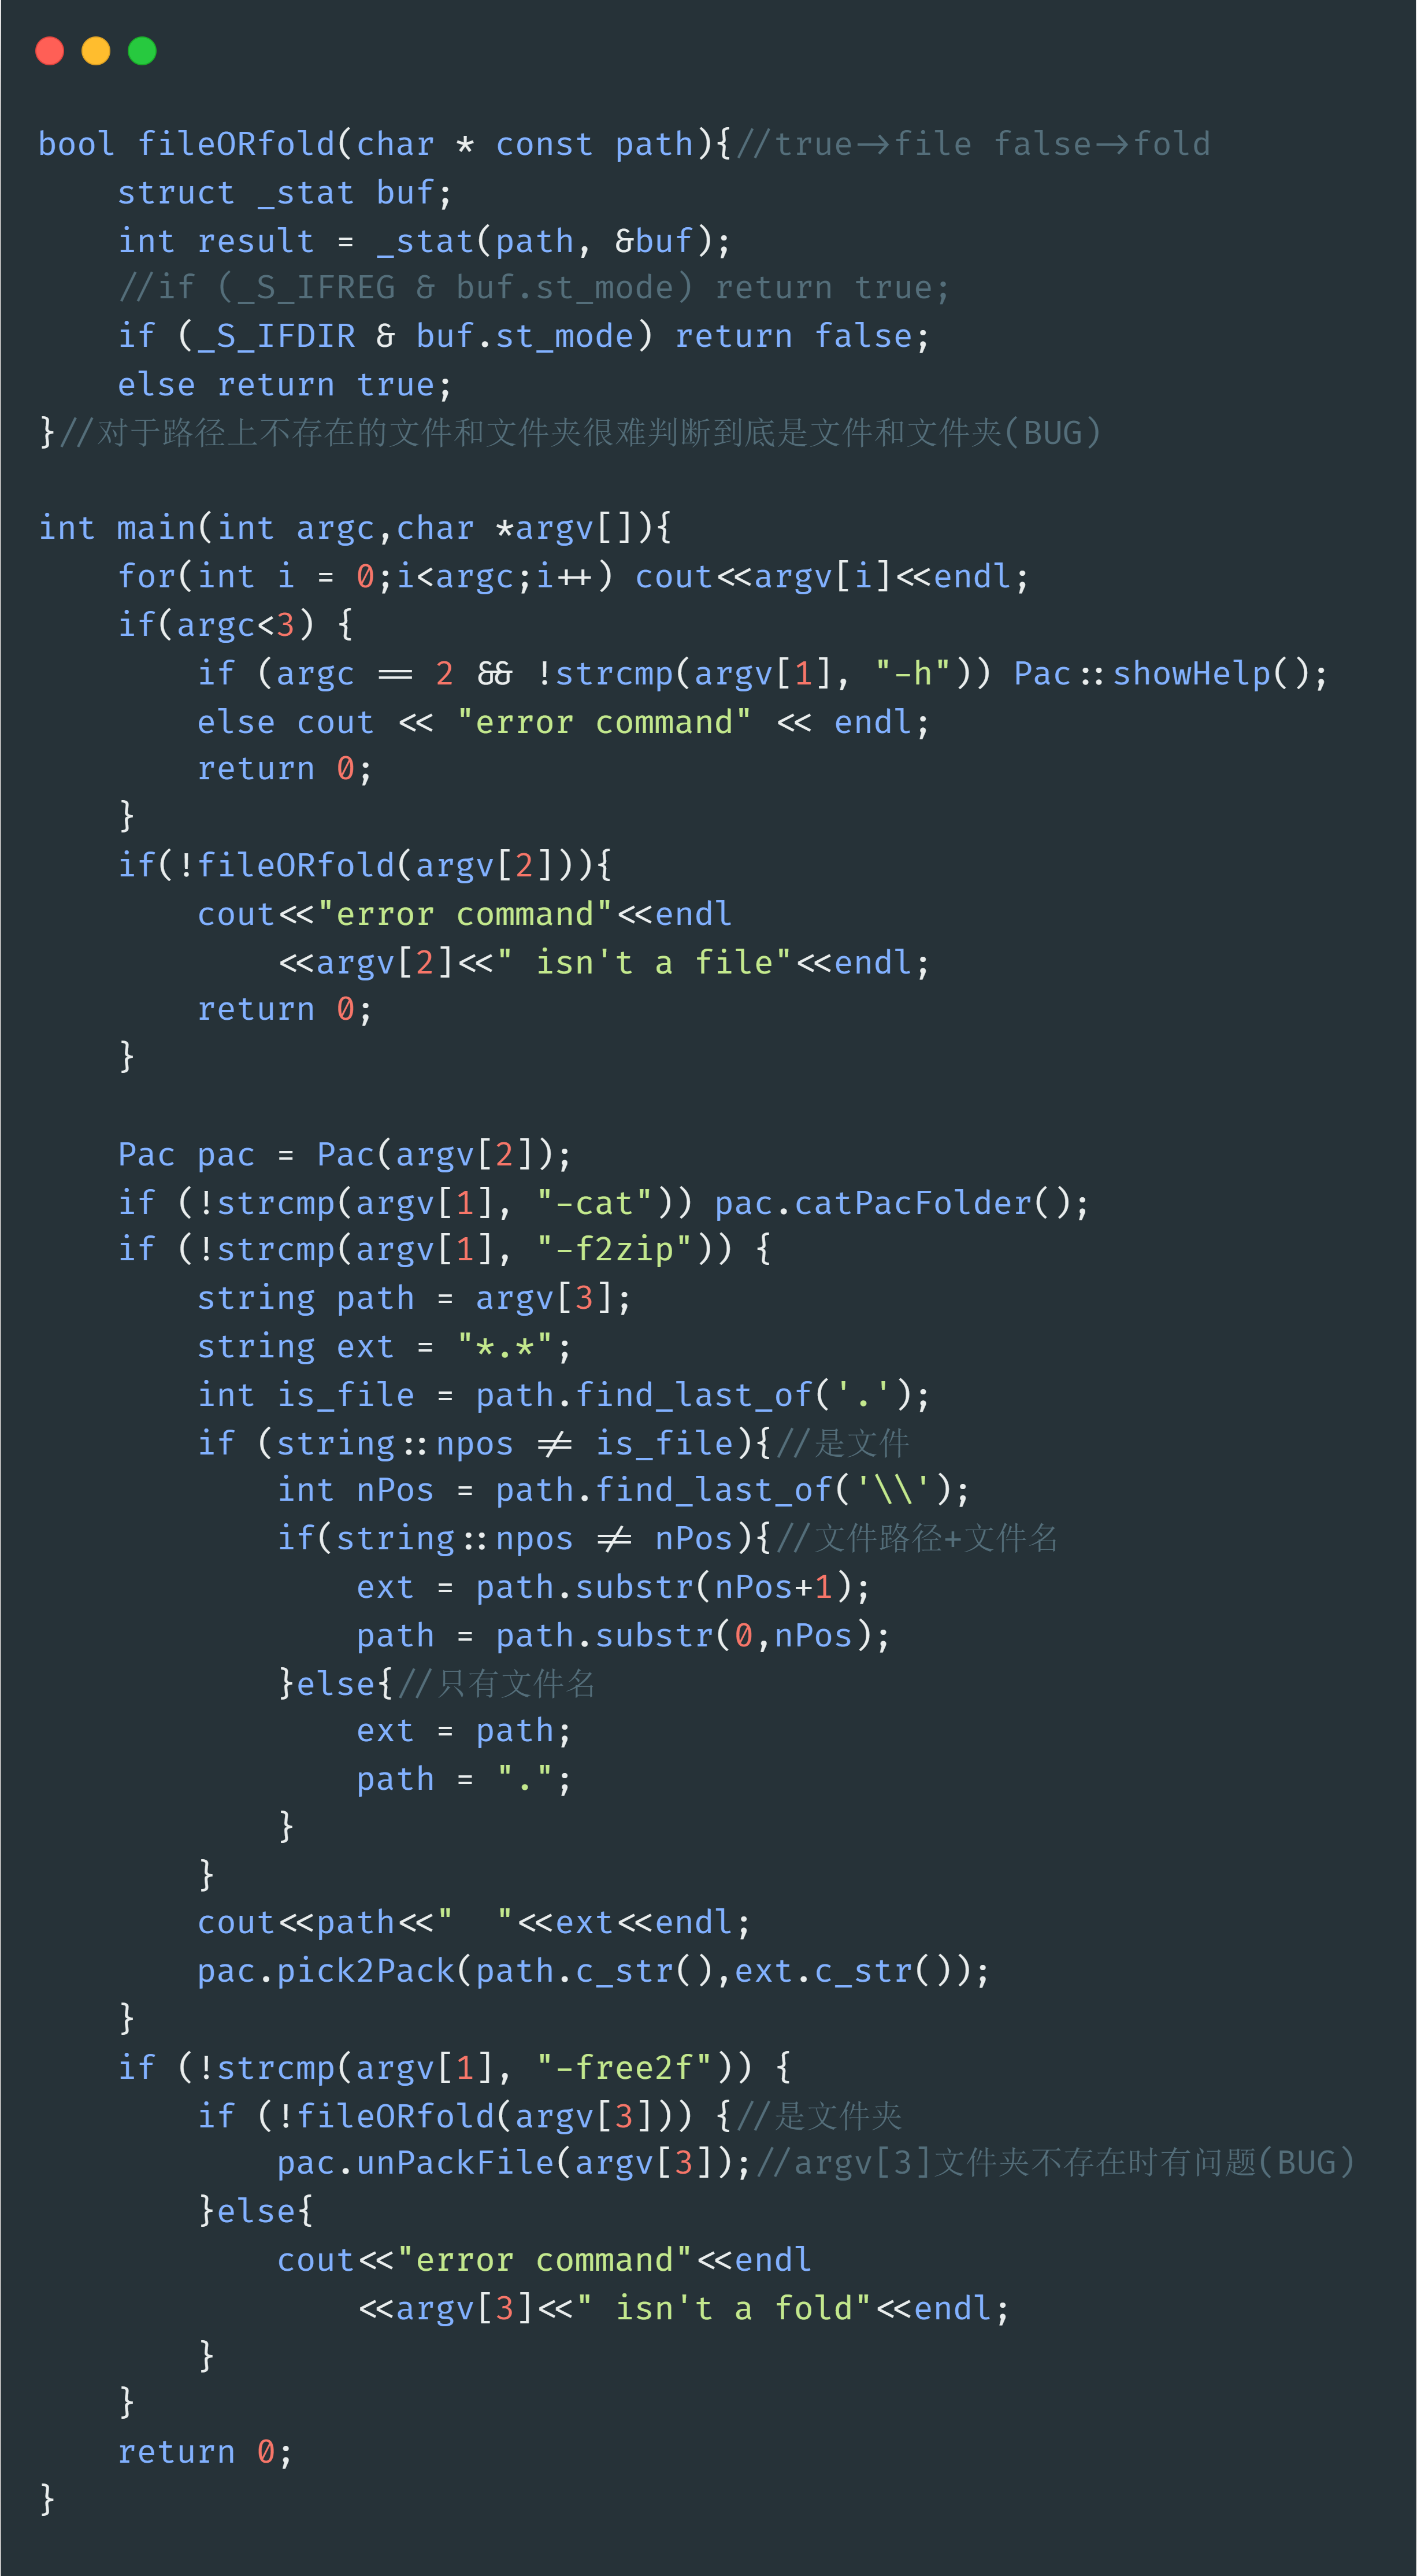 bool fileORfold(char * const path){//true->file false->fold
    struct _stat buf;
    int result = _stat(path, &buf);
    //if (_S_IFREG & buf.st_mode) return true;
    if (_S_IFDIR & buf.st_mode) return false;
    else return true;
}//对于路径上不存在的文件和文件夹很难判断到底是文件和文件夹(BUG)

int main(int argc,char *argv[]){
    for(int i = 0;i<argc;i++) cout<<argv[i]<<endl;
    if(argc<3) {
        if (argc == 2 && !strcmp(argv[1], "-h")) Pac::showHelp();
        else cout << "error command" << endl;
        return 0;
    }
    if(!fileORfold(argv[2])){
        cout<<"error command"<<endl
            <<argv[2]<<" isn't a file"<<endl;
        return 0;
    }

    Pac pac = Pac(argv[2]);
    if (!strcmp(argv[1], "-cat")) pac.catPacFolder();
    if (!strcmp(argv[1], "-f2zip")) {
        string path = argv[3];
        string ext = "*.*";
        int is_file = path.find_last_of('.');
        if (string::npos != is_file){//是文件
            int nPos = path.find_last_of('\\');
            if(string::npos != nPos){//文件路径+文件名
                ext = path.substr(nPos+1);
                path = path.substr(0,nPos);
            }else{//只有文件名
                ext = path;
                path = ".";
            }
        }
        cout<<path<<"  "<<ext<<endl;
        pac.pick2Pack(path.c_str(),ext.c_str());
    }
    if (!strcmp(argv[1], "-free2f")) {
        if (!fileORfold(argv[3])) {//是文件夹
            pac.unPackFile(argv[3]);//argv[3]文件夹不存在时有问题(BUG)
        }else{
            cout<<"error command"<<endl
                <<argv[3]<<" isn't a fold"<<endl;
        }
    }
    return 0;
}